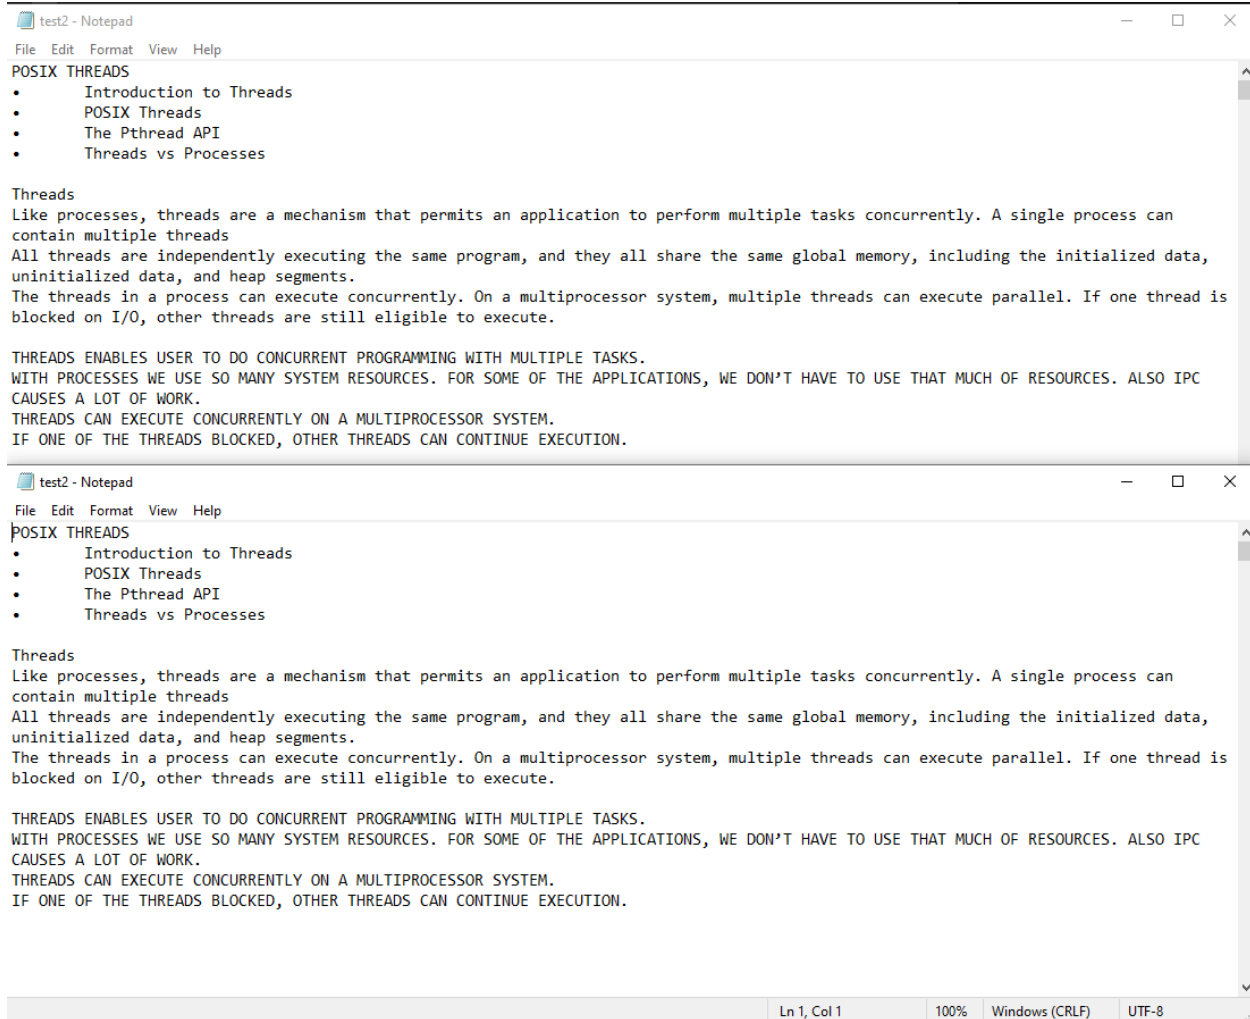 test2 - Notepad
File Edit Format View Help
POSIX THREADS
• Introduction to Threads
• POSIX Threads
• The Pthread API
• Threads vs Processes
Threads
Like processes, threads are a mechanism that permits an application to perform multiple tasks concurrently. A single process can
contain multiple threads
All threads are independently executing the same program, and they all share the same global memory, including the initialized data,
uninitialized data, and heap segments.
The threads in a process can execute concurrently. On a multiprocessor system, multiple threads can execute parallel. If one thread is
blocked on I/O, other threads are still eligible to execute.
THREADS ENABLES USER TO DO CONCURRENT PROGRAMMING WITH MULTIPLE TASKS.
WITH PROCESSES WE USE SO MANY SYSTEM RESOURCES. FOR SOME OF THE APPLICATIONS, WE DON’T HAVE TO USE THAT MUCH OF RESOURCES. ALSO IPC
CAUSES A LOT OF WORK.
THREADS CAN EXECUTE CONCURRENTLY ON A MULTIPROCESSOR SYSTEM.
IF ONE OF THE THREADS BLOCKED, OTHER THREADS CAN CONTINUE EXECUTION.
test2 - Notepad
File Edit Format View Help
POSIX THREADS
• Introduction to Threads
• POSIX Threads
• The Pthread API
• Threads vs Processes
Threads
Like processes, threads are a mechanism that permits an application to perform multiple tasks concurrently. A single process can
contain multiple threads
All threads are independently executing the same program, and they all share the same global memory, including the initialized data,
uninitialized data, and heap segments.
The threads in a process can execute concurrently. On a multiprocessor system, multiple threads can execute parallel. If one thread is
blocked on I/O, other threads are still eligible to execute.
THREADS ENABLES USER TO DO CONCURRENT PROGRAMMING WITH MULTIPLE TASKS.
WITH PROCESSES WE USE SO MANY SYSTEM RESOURCES. FOR SOME OF THE APPLICATIONS, WE DON’T HAVE TO USE THAT MUCH OF RESOURCES. ALSO IPC
CAUSES A LOT OF WORK.
THREADS CAN EXECUTE CONCURRENTLY ON A MULTIPROCESSOR SYSTEM.
IF ONE OF THE THREADS BLOCKED, OTHER THREADS CAN CONTINUE EXECUTION.
Ln 1, Col 1 100% Windows (CRLF) UTF-8